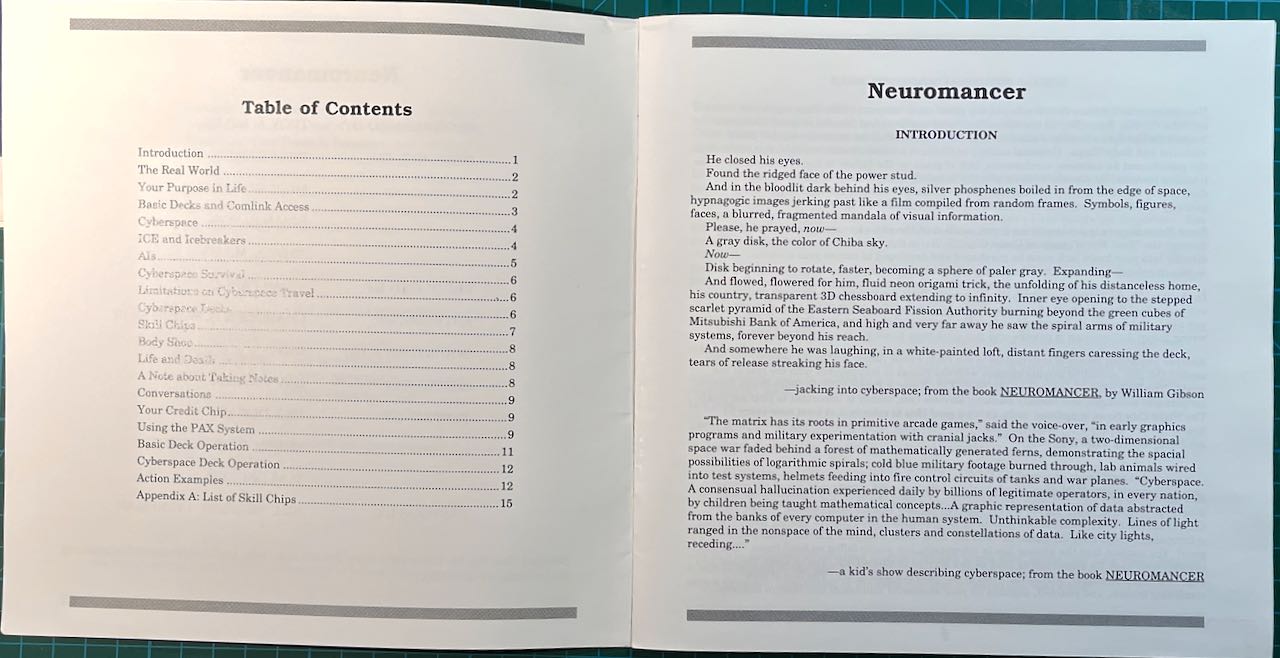 Table of Contents
Introduction ..... 1
The Real World ..... 2
Your Purpose in Life ..... 2
Basic Decks and Comlink Access ..... 3
Cyberspace ..... 4
ICE and Icebreakers ..... 4
AIs ..... 5
Cyberspace Survival ..... 6
Limitations on Cyberspace Travel ..... 6
Cyberspace Decks ..... 6
Skill Chips ..... 7
Body Shop ..... 8
Life and Death ..... 8
A Note about Taking Notes ..... 8
Conversations ..... 9
Your Credit Chip ..... 9
Using the PAX System ..... 9
Basic Deck Operation ..... 11
Cyberspace Deck Operation ..... 12
Action Examples ..... 12
Appendix A: List of Skill Chips ..... 15
Neuromancer
INTRODUCTION
He closed his eyes.
Found the ridged face of the power stud.
And in the bloodlit dark behind his eyes, silver phosphenes boiled in from the edge of space,
hypnagogic images jerking past like a film compiled from random frames. Symbols, figures,
faces, a blurred, fragmented mandala of visual information.
Please, he prayed, now—
A gray disk, the color of Chiba sky.
Now—
Disk beginning to rotate, faster, becoming a sphere of paler gray. Expanding—
And flowed, flowered for him, fluid neon origami trick, the unfolding of his distanceless home,
his country, transparent 3D chessboard extending to infinity. Inner eye opening to the stepped
scarlet pyramid of the Eastern Seaboard Fission Authority burning beyond the green cubes of
Mitsubishi Bank of America, and high and very far away he saw the spiral arms of military
systems, forever beyond his reach.
And somewhere he was laughing, in a white-painted loft, distant fingers caressing the deck,
tears of release streaking his face.
—jacking into cyberspace; from the book NEUROMANCER, by William Gibson
“The matrix has its roots in primitive arcade games,” said the voice-over, “in early graphics
programs and military experimentation with cranial jacks.” On the Sony, a two-dimensional
space war faded behind a forest of mathematically generated ferns, demonstrating the spacial
possibilities of logarithmic spirals; cold blue military footage burned through, lab animals wired
into test systems, helmets feeding into fire control circuits of tanks and war planes. “Cyberspace.
A consensual hallucination experienced daily by billions of legitimate operators, in every nation,
by children being taught mathematical concepts...A graphic representation of data abstracted
from the banks of every computer in the human system. Unthinkable complexity. Lines of light
ranged in the nonspace of the mind, clusters and constellations of data. Like city lights,
receding....”
—a kid's show describing cyberspace; from the book NEUROMANCER